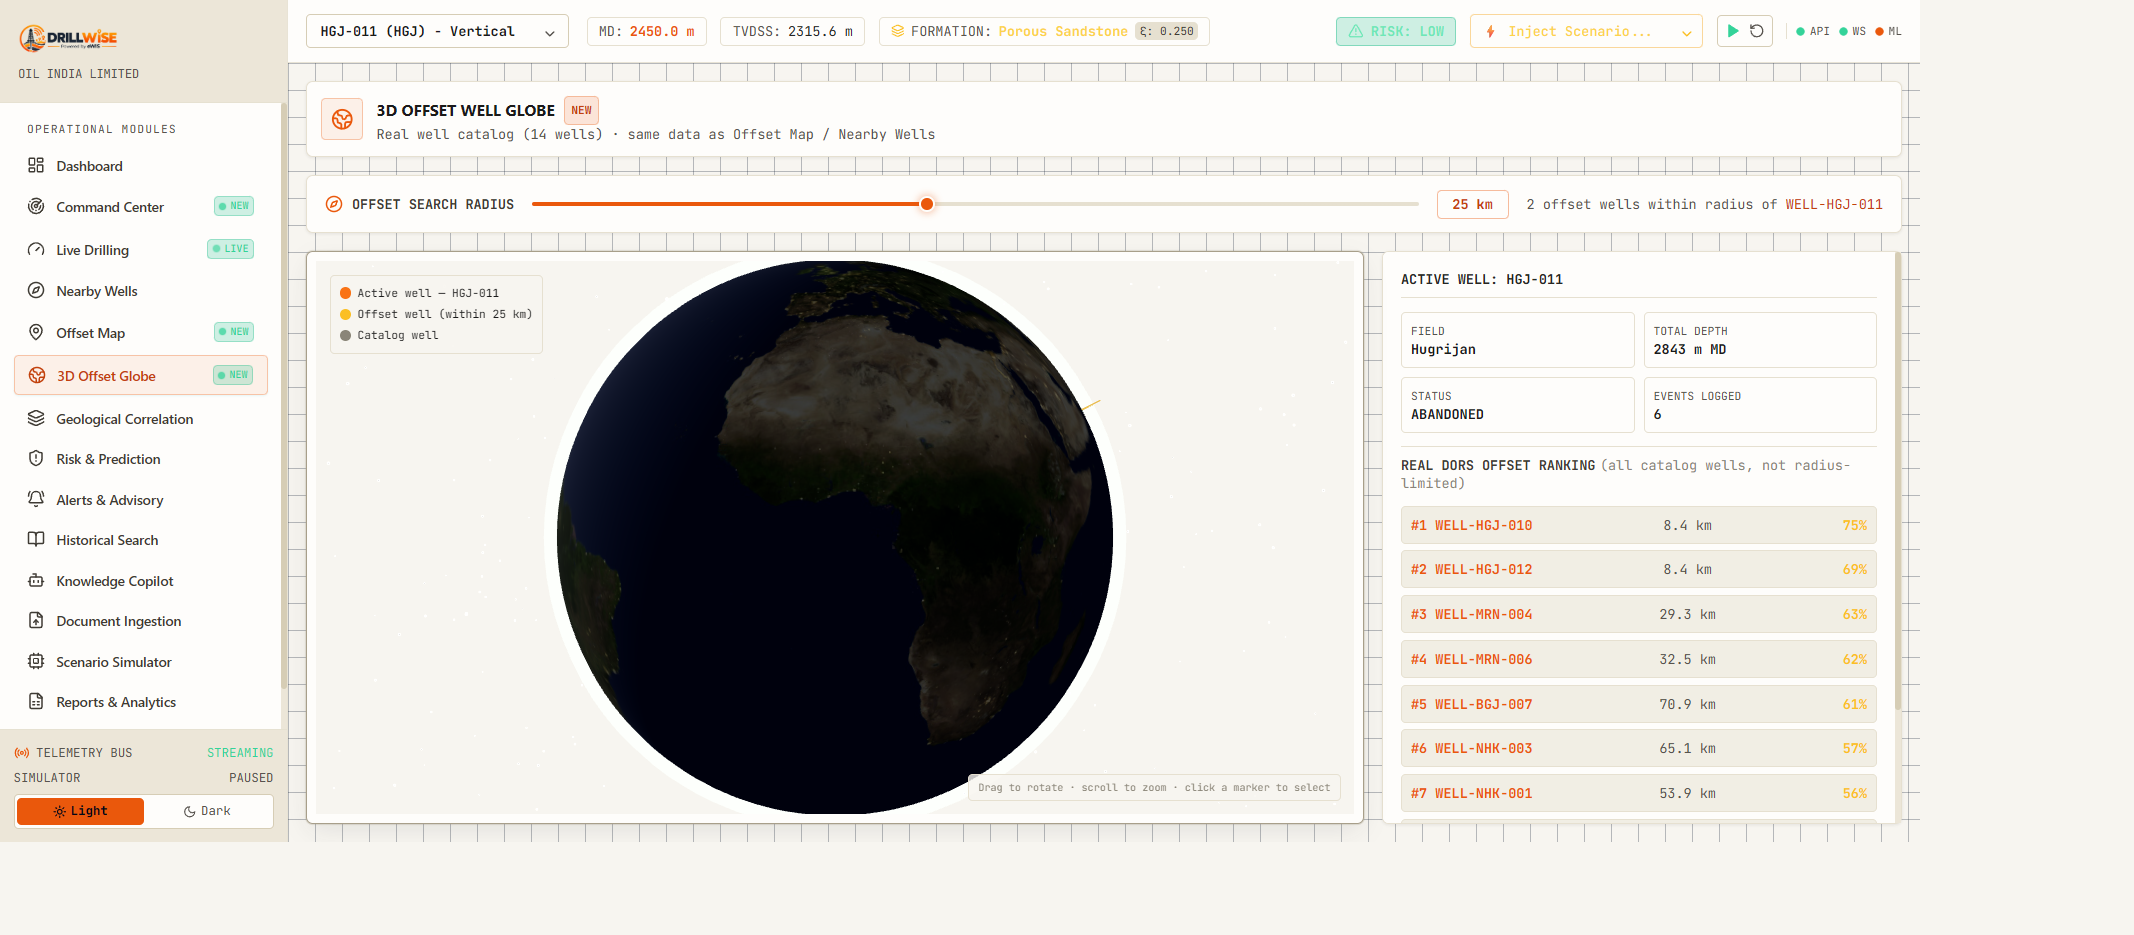 DRILLWISE
Powered by eWIS
OIL INDIA LIMITED
OPERATIONAL MODULES
Dashboard
Command Center NEW
Live Drilling LIVE
Nearby Wells
Offset Map NEW
3D Offset Globe NEW
Geological Correlation
Risk & Prediction
Alerts & Advisory
Historical Search
Knowledge Copilot
Document Ingestion
Scenario Simulator
Reports & Analytics
TELEMETRY BUS STREAMING
SIMULATOR PAUSED
Light Dark
HGJ-011 (HGJ) - Vertical
MD: 2450.0 m
TVDSS: 2315.6 m
FORMATION: Porous Sandstone ξ: 0.250
RISK: LOW
Inject Scenario...
API WS ML
3D OFFSET WELL GLOBE NEW
Real well catalog (14 wells) · same data as Offset Map / Nearby Wells
OFFSET SEARCH RADIUS 25 km 2 offset wells within radius of WELL-HGJ-011
Active well — HGJ-011
Offset well (within 25 km)
Catalog well
Drag to rotate · scroll to zoom · click a marker to select
ACTIVE WELL: HGJ-011
FIELD
Hugrijan
TOTAL DEPTH
2843 m MD
STATUS
ABANDONED
EVENTS LOGGED
6
REAL DORS OFFSET RANKING (all catalog wells, not radius-
limited)
#1 WELL-HGJ-010 8.4 km 75%
#2 WELL-HGJ-012 8.4 km 69%
#3 WELL-MRN-004 29.3 km 63%
#4 WELL-MRN-006 32.5 km 62%
#5 WELL-BGJ-007 70.9 km 61%
#6 WELL-NHK-003 65.1 km 57%
#7 WELL-NHK-001 53.9 km 56%